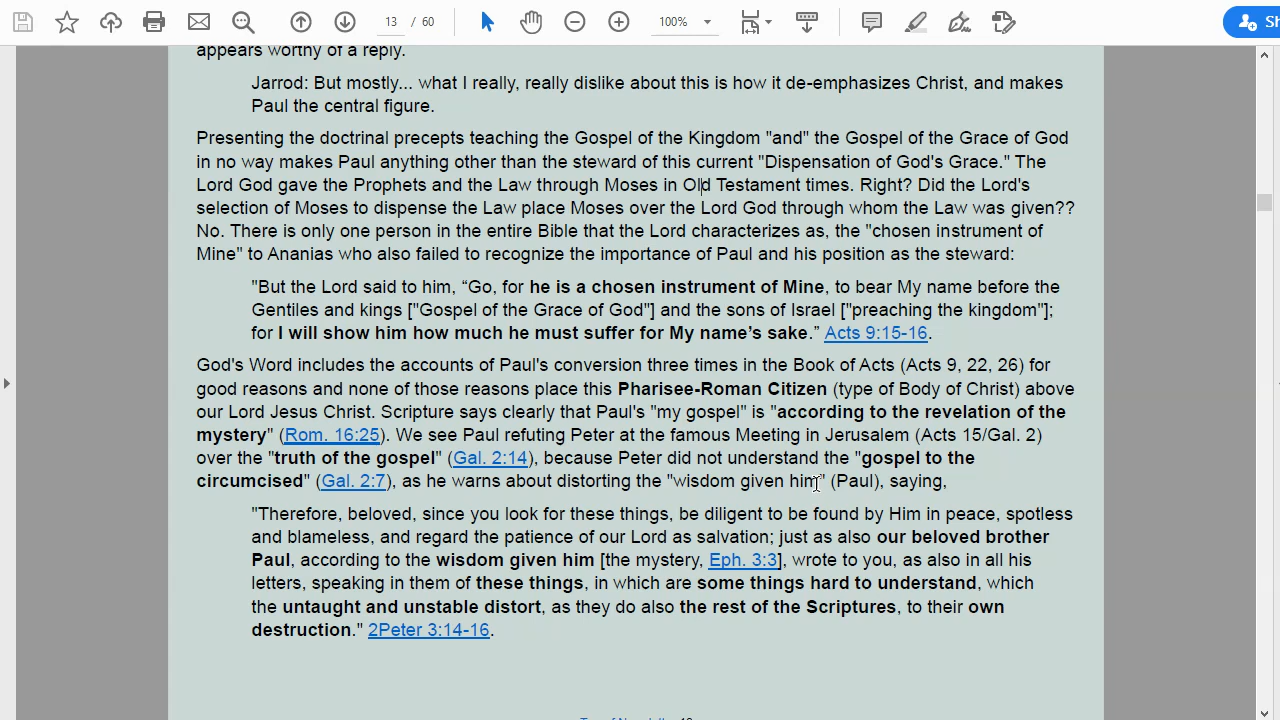 13 / 60
100%
Sh
appears worthy of a reply.
Jarrod: But mostly... what I really, really dislike about this is how it de-emphasizes Christ, and makes
Paul the central figure.
Presenting the doctrinal precepts teaching the Gospel of the Kingdom "and" the Gospel of the Grace of God
in no way makes Paul anything other than the steward of this current "Dispensation of God's Grace." The
Lord God gave the Prophets and the Law through Moses in Old Testament times. Right? Did the Lord's
selection of Moses to dispense the Law place Moses over the Lord God through whom the Law was given??
No. There is only one person in the entire Bible that the Lord characterizes as, the "chosen instrument of
Mine" to Ananias who also failed to recognize the importance of Paul and his position as the steward:
"But the Lord said to him, “Go, for he is a chosen instrument of Mine, to bear My name before the
Gentiles and kings ["Gospel of the Grace of God"] and the sons of Israel ["preaching the kingdom"];
for I will show him how much he must suffer for My name’s sake.” Acts 9:15-16.
God's Word includes the accounts of Paul's conversion three times in the Book of Acts (Acts 9, 22, 26) for
good reasons and none of those reasons place this Pharisee-Roman Citizen (type of Body of Christ) above
our Lord Jesus Christ. Scripture says clearly that Paul's "my gospel" is "according to the revelation of the
mystery" (Rom. 16:25). We see Paul refuting Peter at the famous Meeting in Jerusalem (Acts 15/Gal. 2)
over the "truth of the gospel" (Gal. 2:14), because Peter did not understand the "gospel to the
circumcised" (Gal. 2:7), as he warns about distorting the "wisdom given him" (Paul), saying,
"Therefore, beloved, since you look for these things, be diligent to be found by Him in peace, spotless
and blameless, and regard the patience of our Lord as salvation; just as also our beloved brother
Paul, according to the wisdom given him [the mystery, Eph. 3:3], wrote to you, as also in all his
letters, speaking in them of these things, in which are some things hard to understand, which
the untaught and unstable distort, as they do also the rest of the Scriptures, to their own
destruction." 2Peter 3:14-16.